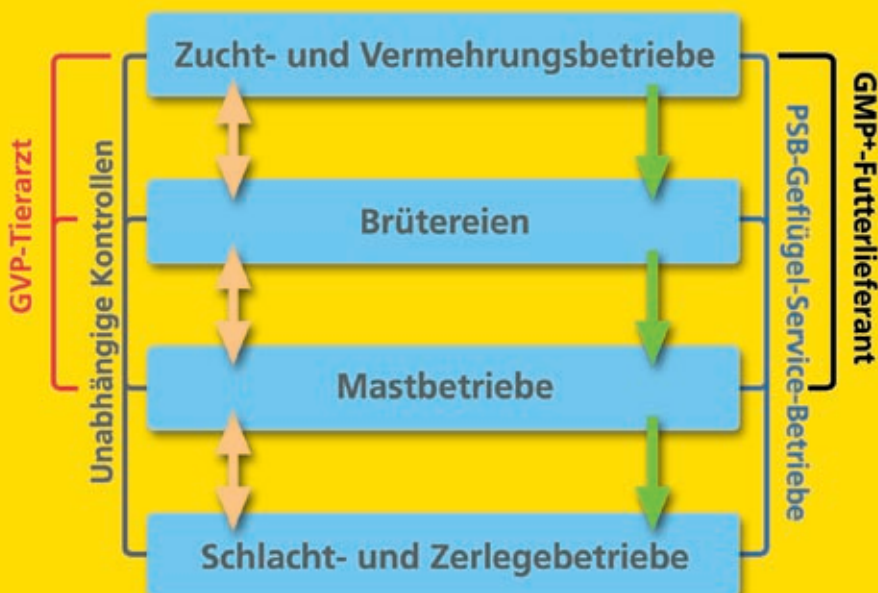 Zucht- und Vermehrungsbetriebe
Brütereien
Mastbetriebe
Schlacht- und Zerlegebetriebe
GVP-Tierarzt
Unabhängige Kontrollen
PSB-Geflügel-Service-Betriebe
GMP⁺-Futterlieferant